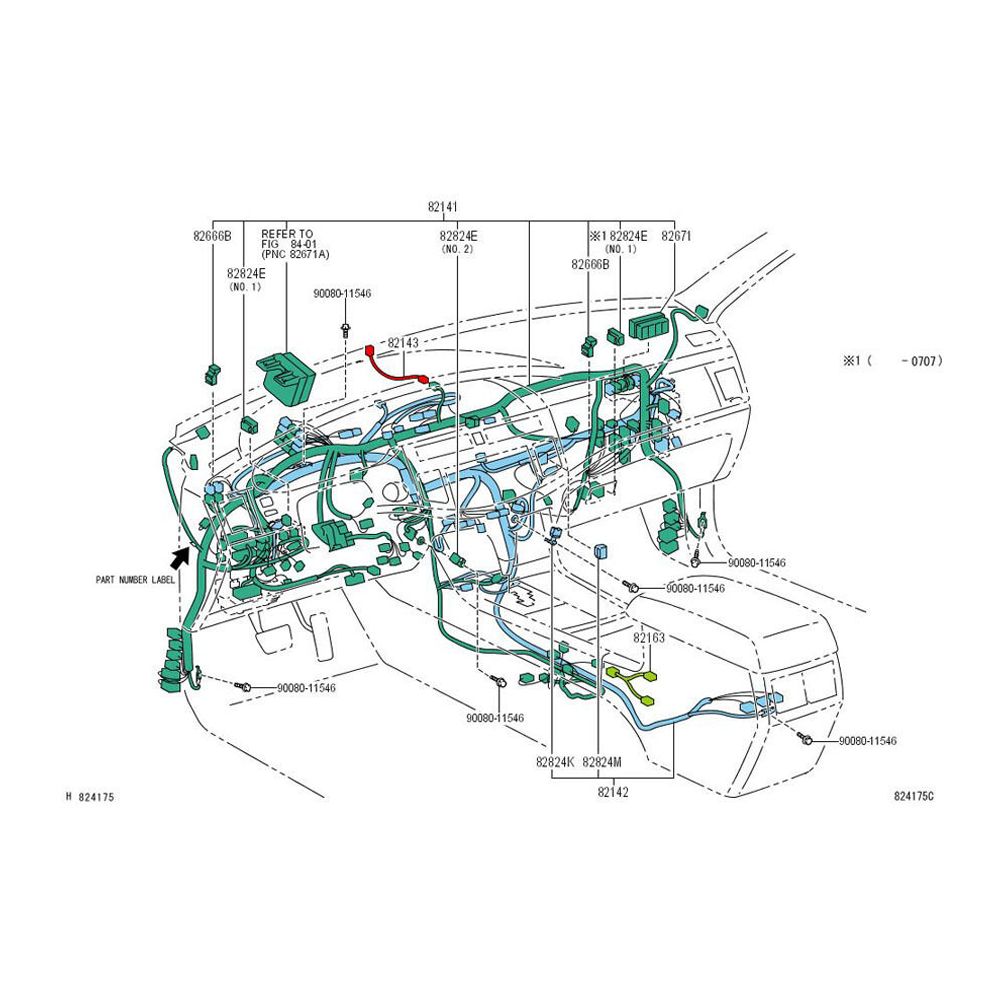 82141
82666B
REFER TO
FIG 84-01
(PNC 82671A)
82824E
(NO. 2)
※1 82824E
(NO. 1)
82671
82666B
82824E
(NO. 1)
90080-11546
82143
※1 ( -0707)
PART NUMBER LABEL
90080-11546
90080-11546
82163
90080-11546
90080-11546
90080-11546
82824K
82824M
82142
H 824175
824175C